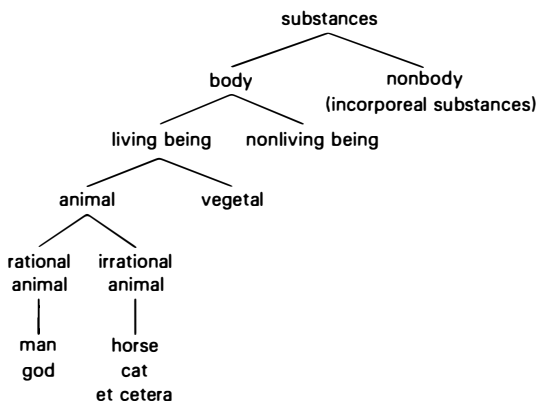 substances
body
nonbody
(incorporeal substances)
living being
nonliving being
animal
vegetal
rational
animal
irrational
animal
man
god
horse
cat
et cetera